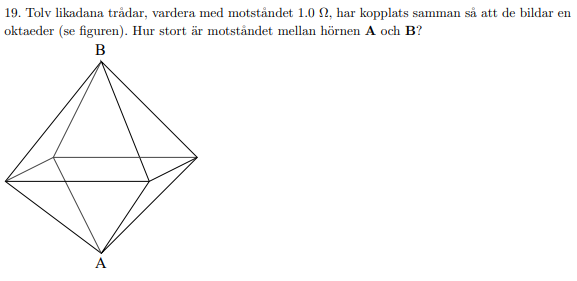 19. Tolv likadana trådar, vardera med motståndet 1.0 Ω, har kopplats samman så att de bildar en
oktaeder (se figuren). Hur stort är motståndet mellan hörnen A och B?
B
A